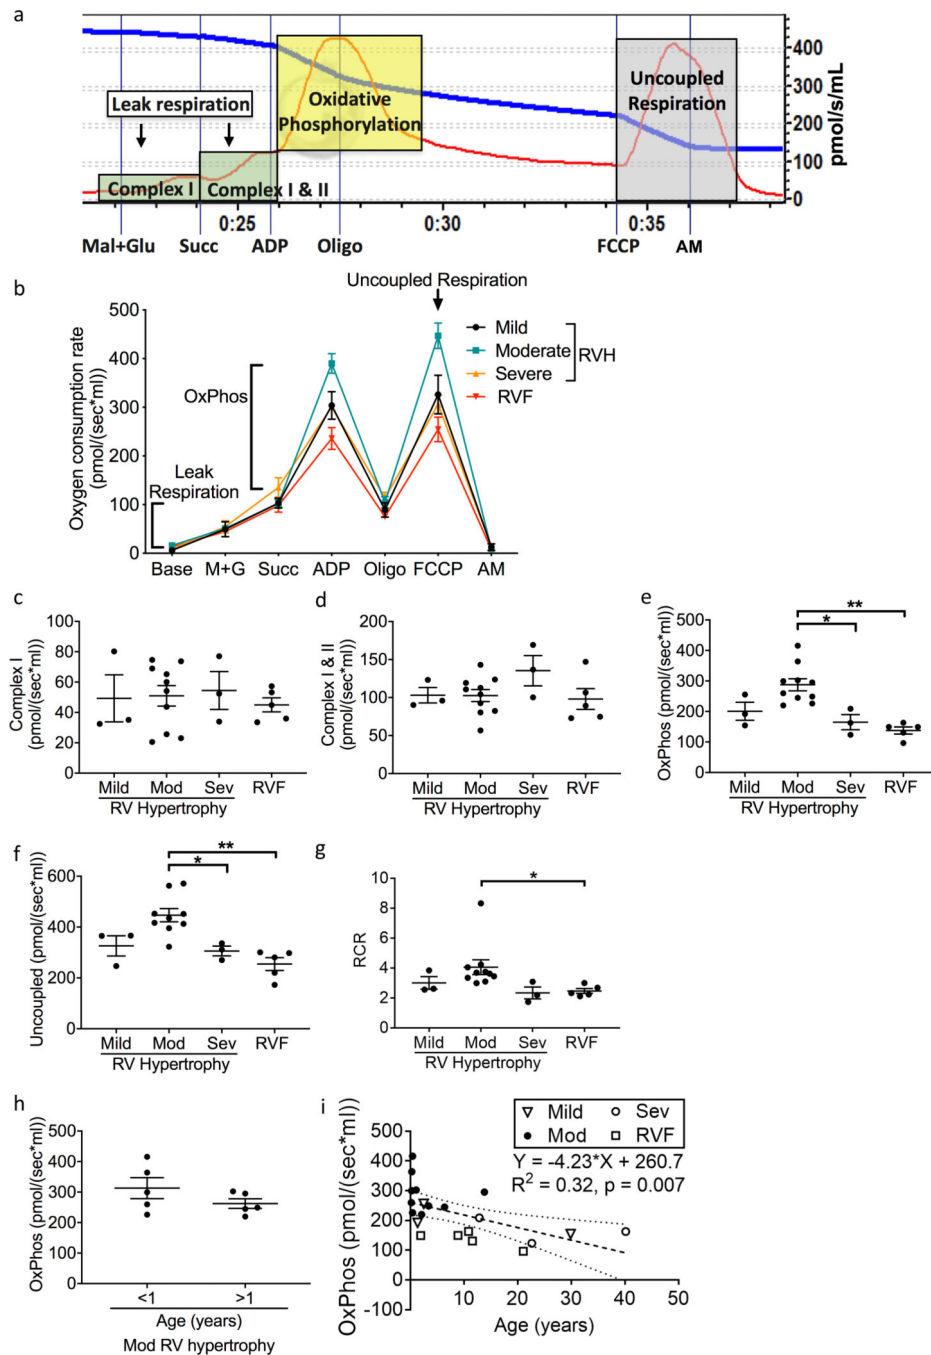 a
Leak respiration
Complex I
Complex I & II
Oxidative
Phosphorylation
Uncoupled
Respiration
400
300
200
100
0
pmol/s/mL
0:25
0:30
0:35
Mal+Glu
Succ
ADP
Oligo
FCCP
AM
b
Uncoupled Respiration
Oxygen consumption rate
(pmol/(sec*ml))
500
400
300
200
100
0
OxPhos
Leak
Respiration
Mild
Moderate
Severe
RVH
RVF
Base
M+G
Succ
ADP
Oligo
FCCP
AM
c
Complex I
(pmol/(sec*ml))
100
80
60
40
20
0
Mild
Mod
Sev
RVF
RV Hypertrophy
d
Complex I & II
(pmol/(sec*ml))
200
150
100
50
0
Mild
Mod
Sev
RVF
RV Hypertrophy
e
OxPhos (pmol/(sec*ml))
500
400
300
200
100
0
**
*
Mild
Mod
Sev
RVF
RV Hypertrophy
f
Uncoupled (pmol/(sec*ml))
600
400
200
0
**
*
Mild
Mod
Sev
RVF
RV Hypertrophy
g
RCR
10
8
6
4
2
0
*
Mild
Mod
Sev
RVF
RV Hypertrophy
h
OxPhos (pmol/(sec*ml))
500
400
300
200
100
0
<1
>1
Age (years)
Mod RV hypertrophy
i
OxPhos (pmol/(sec*ml))
500
400
300
200
100
0
-100
Mild
Sev
Mod
RVF
Y = -4.23*X + 260.7
R2 = 0.32, p = 0.007
10
20
30
40
50
Age (years)